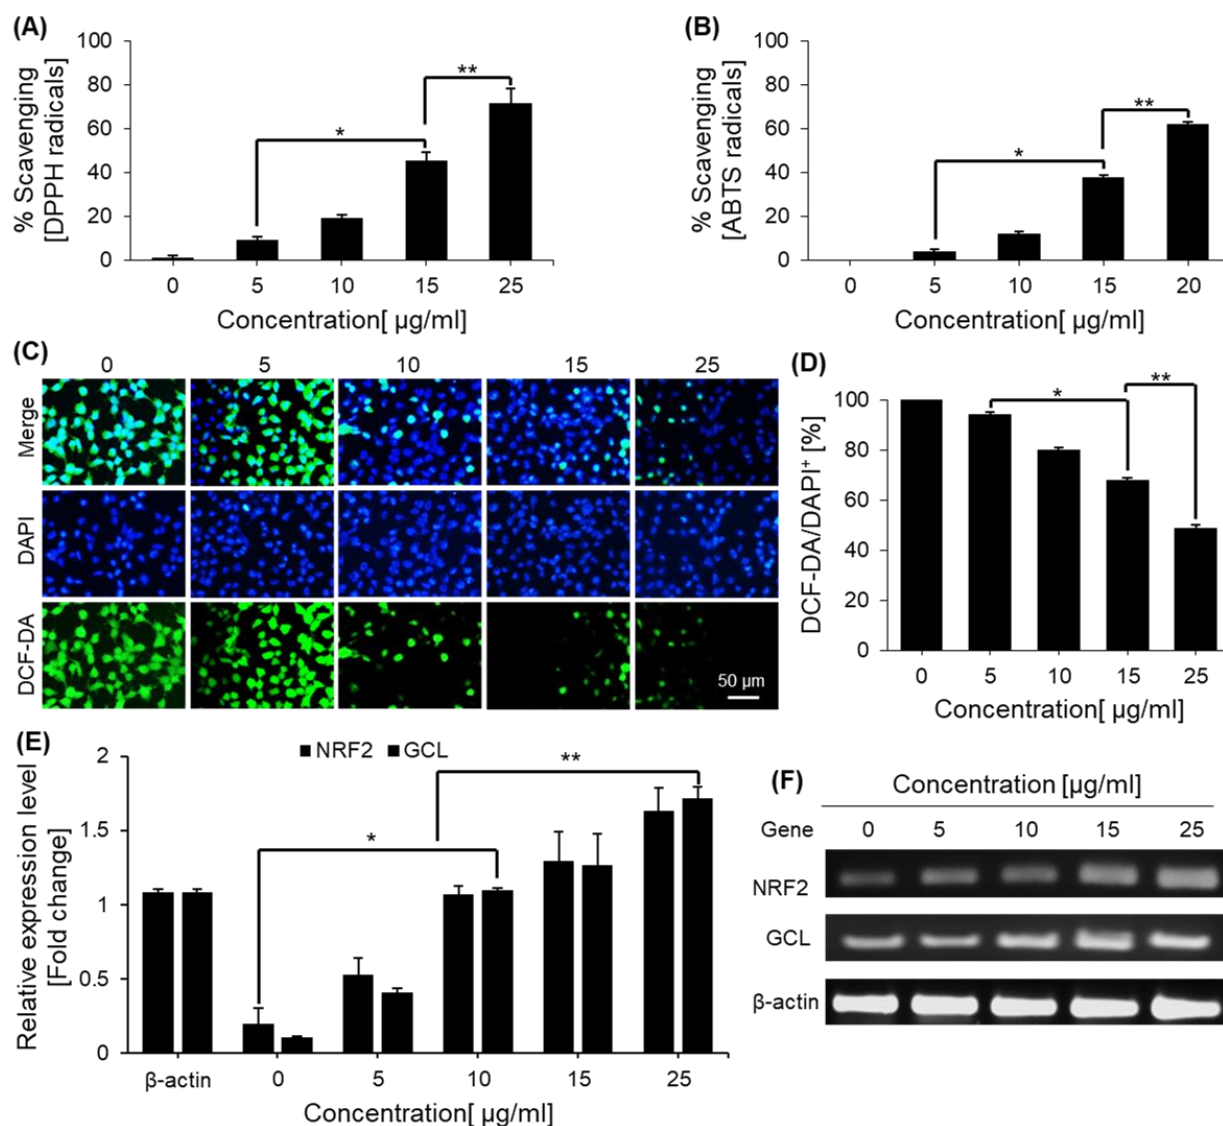 (A)
% Scavenging
[DPPH radicals]
100
80
60
40
20
0
*
**
0 5 10 15 25
Concentration[ µg/ml]
(B)
% Scavenging
[ABTS radicals]
100
80
60
40
20
0
*
**
0 5 10 15 20
Concentration[ µg/ml]
(C)
0 5 10 15 25
Merge
DAPI
DCF-DA
50 µm
(D)
DCF-DA/DAPI⁺ [%]
100
80
60
40
20
0
*
**
0 5 10 15 25
Concentration[ µg/ml]
(E)
NRF2 GCL
Relative expression level
[Fold change]
2
1.5
1
0.5
0
*
**
β-actin 0 5 10 15 25
Concentration[ µg/ml]
(F)
Concentration [µg/ml]
Gene 0 5 10 15 25
NRF2
GCL
β-actin